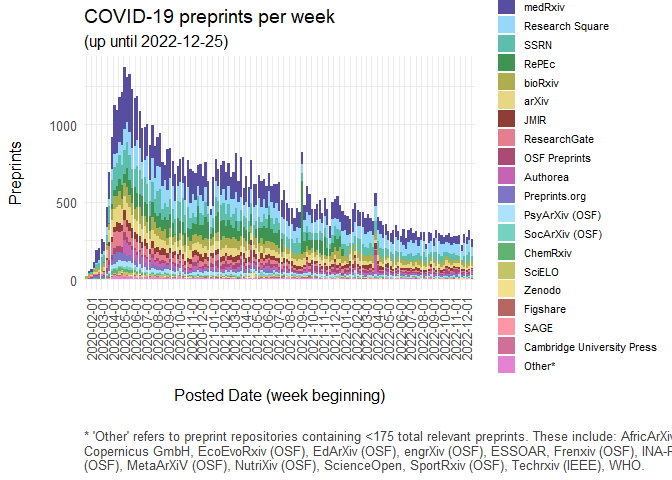 COVID-19 preprints per week
(up until 2022-12-25)
Preprints
1000
500
0
2020-02-01
2020-03-01
2020-04-01
2020-05-01
2020-06-01
2020-07-01
2020-08-01
2020-09-01
2020-10-01
2020-11-01
2020-12-01
2021-01-01
2021-02-01
2021-03-01
2021-04-01
2021-05-01
2021-06-01
2021-07-01
2021-08-01
2021-09-01
2021-10-01
2021-11-01
2021-12-01
2022-01-01
2022-02-01
2022-03-01
2022-04-01
2022-05-01
2022-06-01
2022-07-01
2022-08-01
2022-09-01
2022-10-01
2022-11-01
2022-12-01
Posted Date (week beginning)
medRxiv
Research Square
SSRN
RePEc
bioRxiv
arXiv
JMIR
ResearchGate
OSF Preprints
Authorea
Preprints.org
PsyArXiv (OSF)
SocArXiv (OSF)
ChemRxiv
SciELO
Zenodo
Figshare
SAGE
Cambridge University Press
Other*
* 'Other' refers to preprint repositories containing <175 total relevant preprints. These include: AfricArXiv
Copernicus GmbH, EcoEvoRxiv (OSF), EdArXiv (OSF), engrXiv (OSF), ESSOAR, Frenxiv (OSF), INA-R
(OSF), MetaArXiV (OSF), NutriXiv (OSF), ScienceOpen, SportRxiv (OSF), Techrxiv (IEEE), WHO.